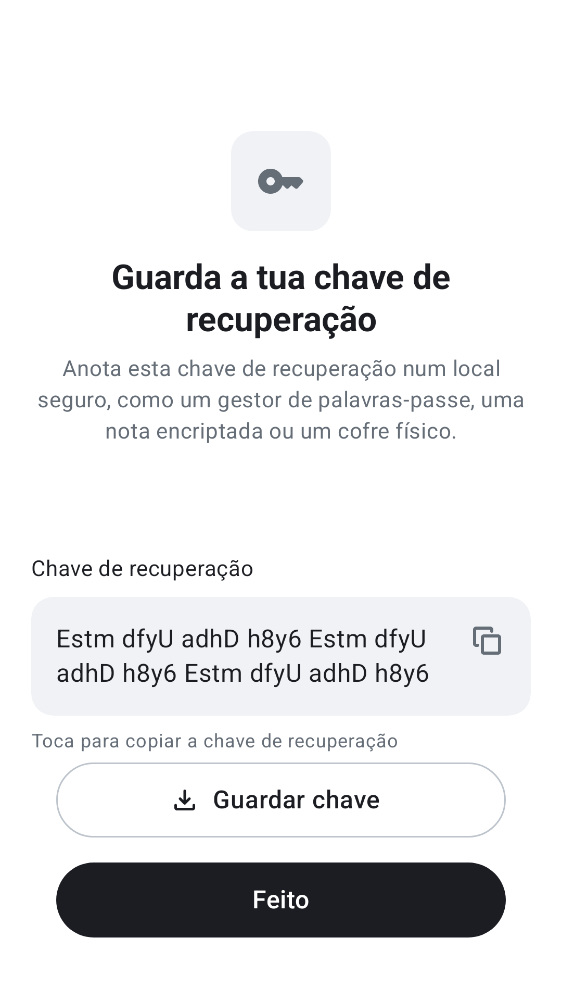 Guarda a tua chave de
recuperação
Anota esta chave de recuperação num local
seguro, como um gestor de palavras-passe, uma
nota encriptada ou um cofre físico.
Chave de recuperação
Estm dfyU adhD h8y6 Estm dfyU
adhD h8y6 Estm dfyU adhD h8y6
Toca para copiar a chave de recuperação
Guardar chave
Feito